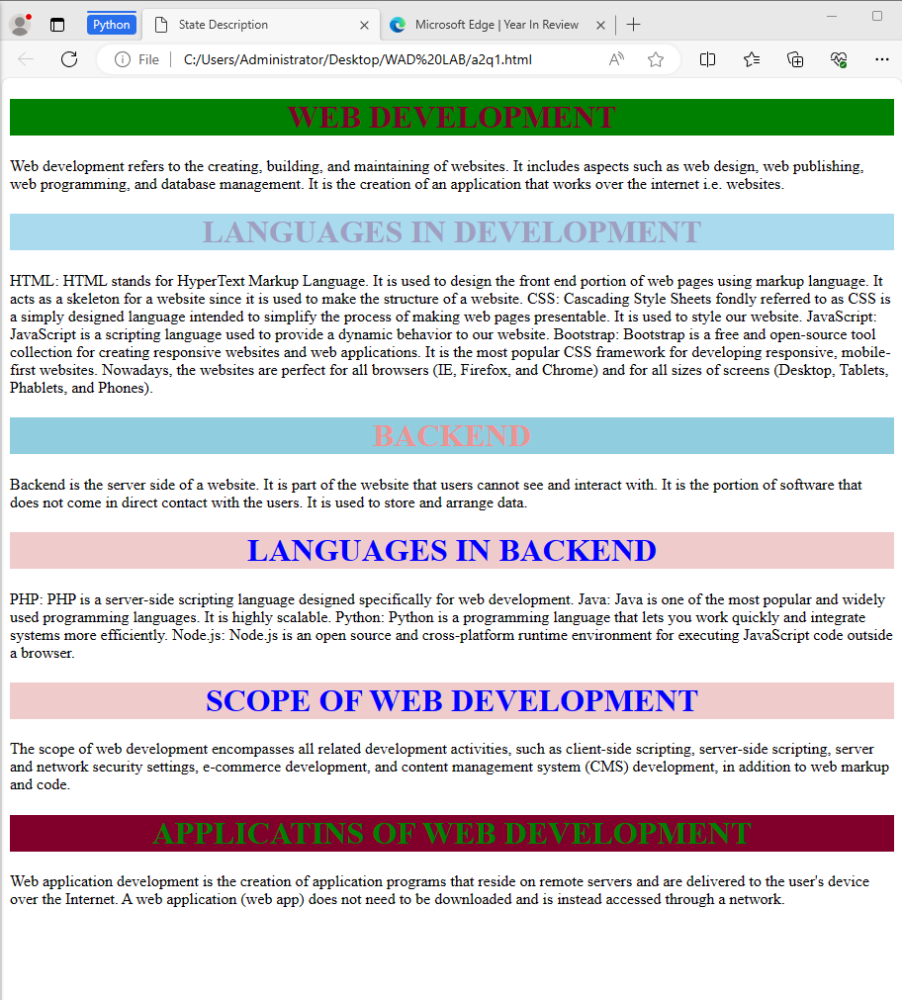 Python
State Description
Microsoft Edge | Year In Review
File
C:/Users/Administrator/Desktop/WAD%20LAB/a2q1.html
WEB DEVELOPMENT
Web development refers to the creating, building, and maintaining of websites. It includes aspects such as web design, web publishing,
web programming, and database management. It is the creation of an application that works over the internet i.e. websites.
LANGUAGES IN DEVELOPMENT
HTML: HTML stands for HyperText Markup Language. It is used to design the front end portion of web pages using markup language. It
acts as a skeleton for a website since it is used to make the structure of a website. CSS: Cascading Style Sheets fondly referred to as CSS is
a simply designed language intended to simplify the process of making web pages presentable. It is used to style our website. JavaScript:
JavaScript is a scripting language used to provide a dynamic behavior to our website. Bootstrap: Bootstrap is a free and open-source tool
collection for creating responsive websites and web applications. It is the most popular CSS framework for developing responsive, mobile-
first websites. Nowadays, the websites are perfect for all browsers (IE, Firefox, and Chrome) and for all sizes of screens (Desktop, Tablets,
Phablets, and Phones).
BACKEND
Backend is the server side of a website. It is part of the website that users cannot see and interact with. It is the portion of software that
does not come in direct contact with the users. It is used to store and arrange data.
LANGUAGES IN BACKEND
PHP: PHP is a server-side scripting language designed specifically for web development. Java: Java is one of the most popular and widely
used programming languages. It is highly scalable. Python: Python is a programming language that lets you work quickly and integrate
systems more efficiently. Node.js: Node.js is an open source and cross-platform runtime environment for executing JavaScript code outside
a browser.
SCOPE OF WEB DEVELOPMENT
The scope of web development encompasses all related development activities, such as client-side scripting, server-side scripting, server
and network security settings, e-commerce development, and content management system (CMS) development, in addition to web markup
and code.
APPLICATINS OF WEB DEVELOPMENT
Web application development is the creation of application programs that reside on remote servers and are delivered to the user's device
over the Internet. A web application (web app) does not need to be downloaded and is instead accessed through a network.